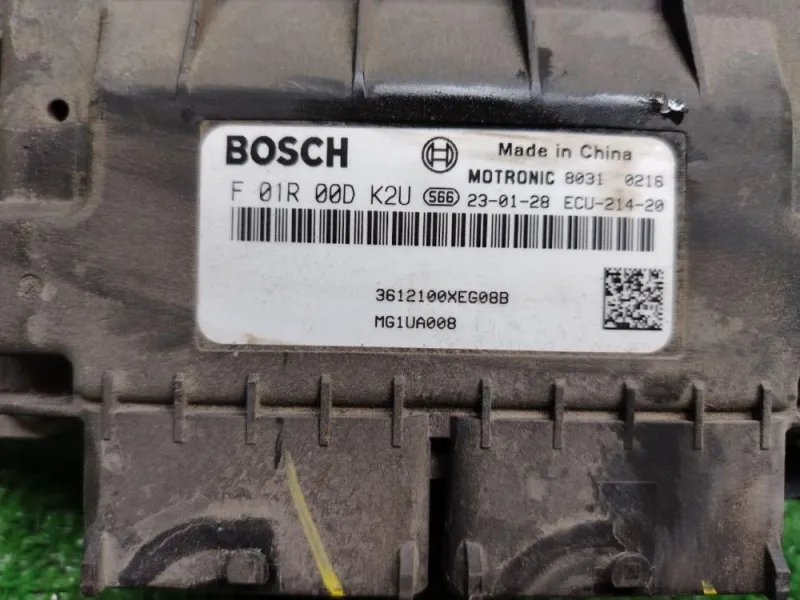 BOSCH
Made in China
MOTRONIC 8031 0216
F 01R 00D K2U S66 23-01-28 ECU-214-20
3612100XEG08B
MG1UA008